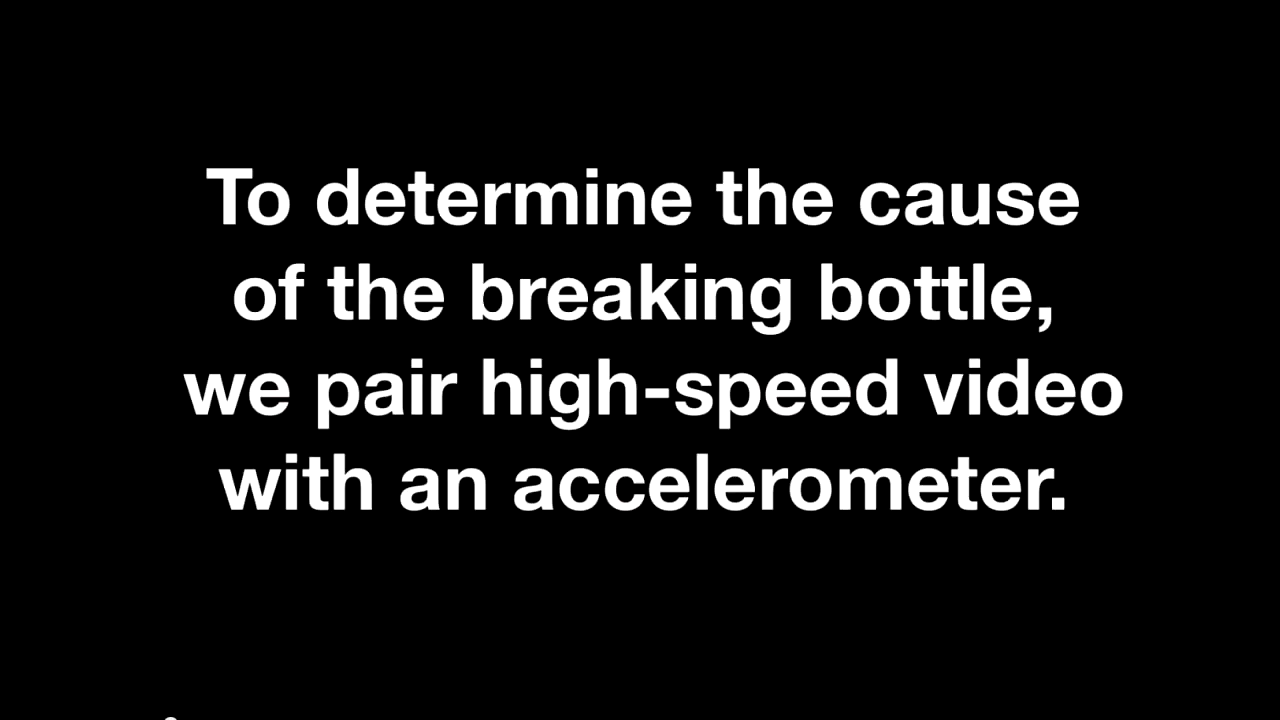 To determine the cause
of the breaking bottle,
we pair high-speed video
with an accelerometer.